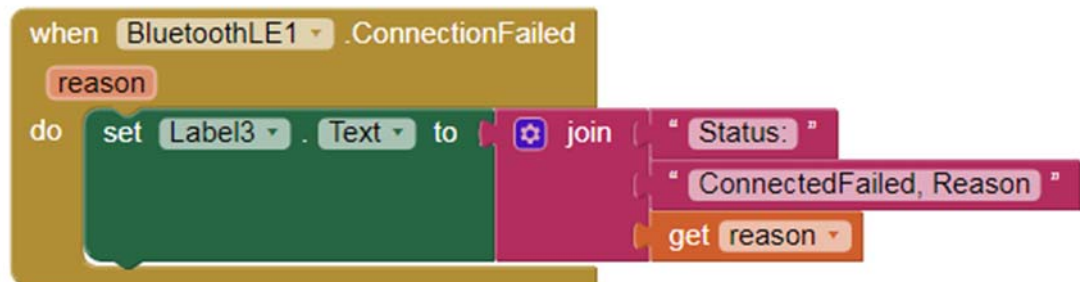 when BluetoothLE1 .ConnectionFailed
reason
do set Label3 . Text to join “ Status: ”
“ ConnectedFailed, Reason ”
get reason